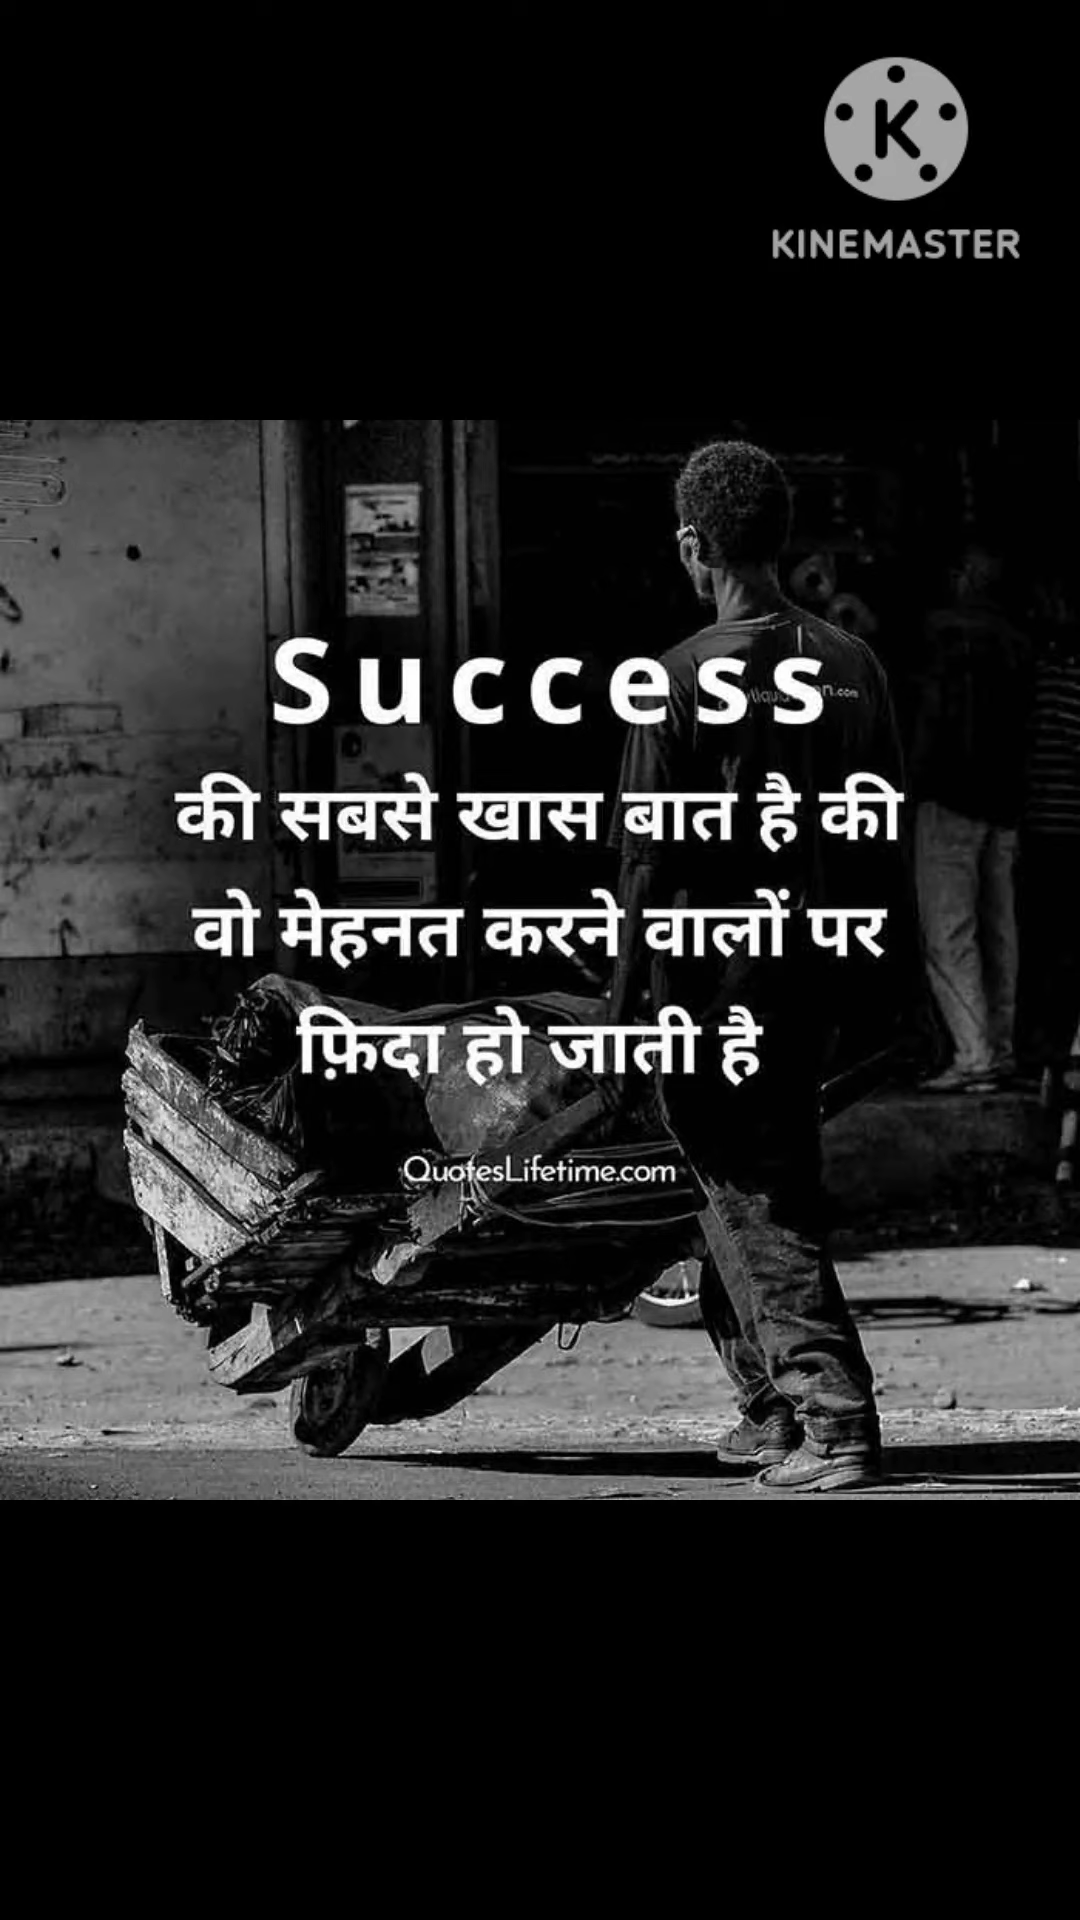 K
KINEMASTER
Success
की सबसे खास बात है की
वो मेहनत करने वालों पर
फ़िदा हो जाती है
QuotesLifetime.com